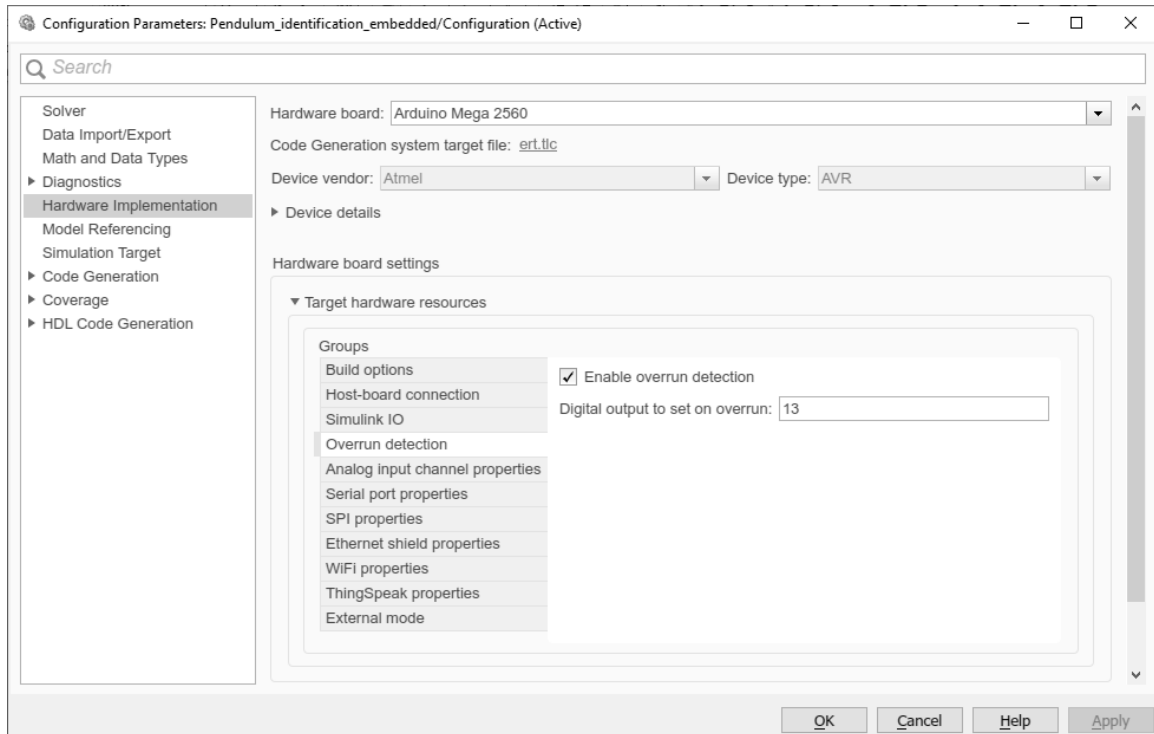 Configuration Parameters: Pendulum_identification_embedded/Configuration (Active)
Search
Solver
Data Import/Export
Math and Data Types
Diagnostics
Hardware Implementation
Model Referencing
Simulation Target
Code Generation
Coverage
HDL Code Generation
Hardware board: Arduino Mega 2560
Code Generation system target file: ert.tlc
Device vendor: Atmel Device type: AVR
Device details
Hardware board settings
Target hardware resources
Groups
Build options
Host-board connection
Simulink IO
Overrun detection
Analog input channel properties
Serial port properties
SPI properties
Ethernet shield properties
WiFi properties
ThingSpeak properties
External mode
Enable overrun detection
Digital output to set on overrun: 13
OK Cancel Help Apply